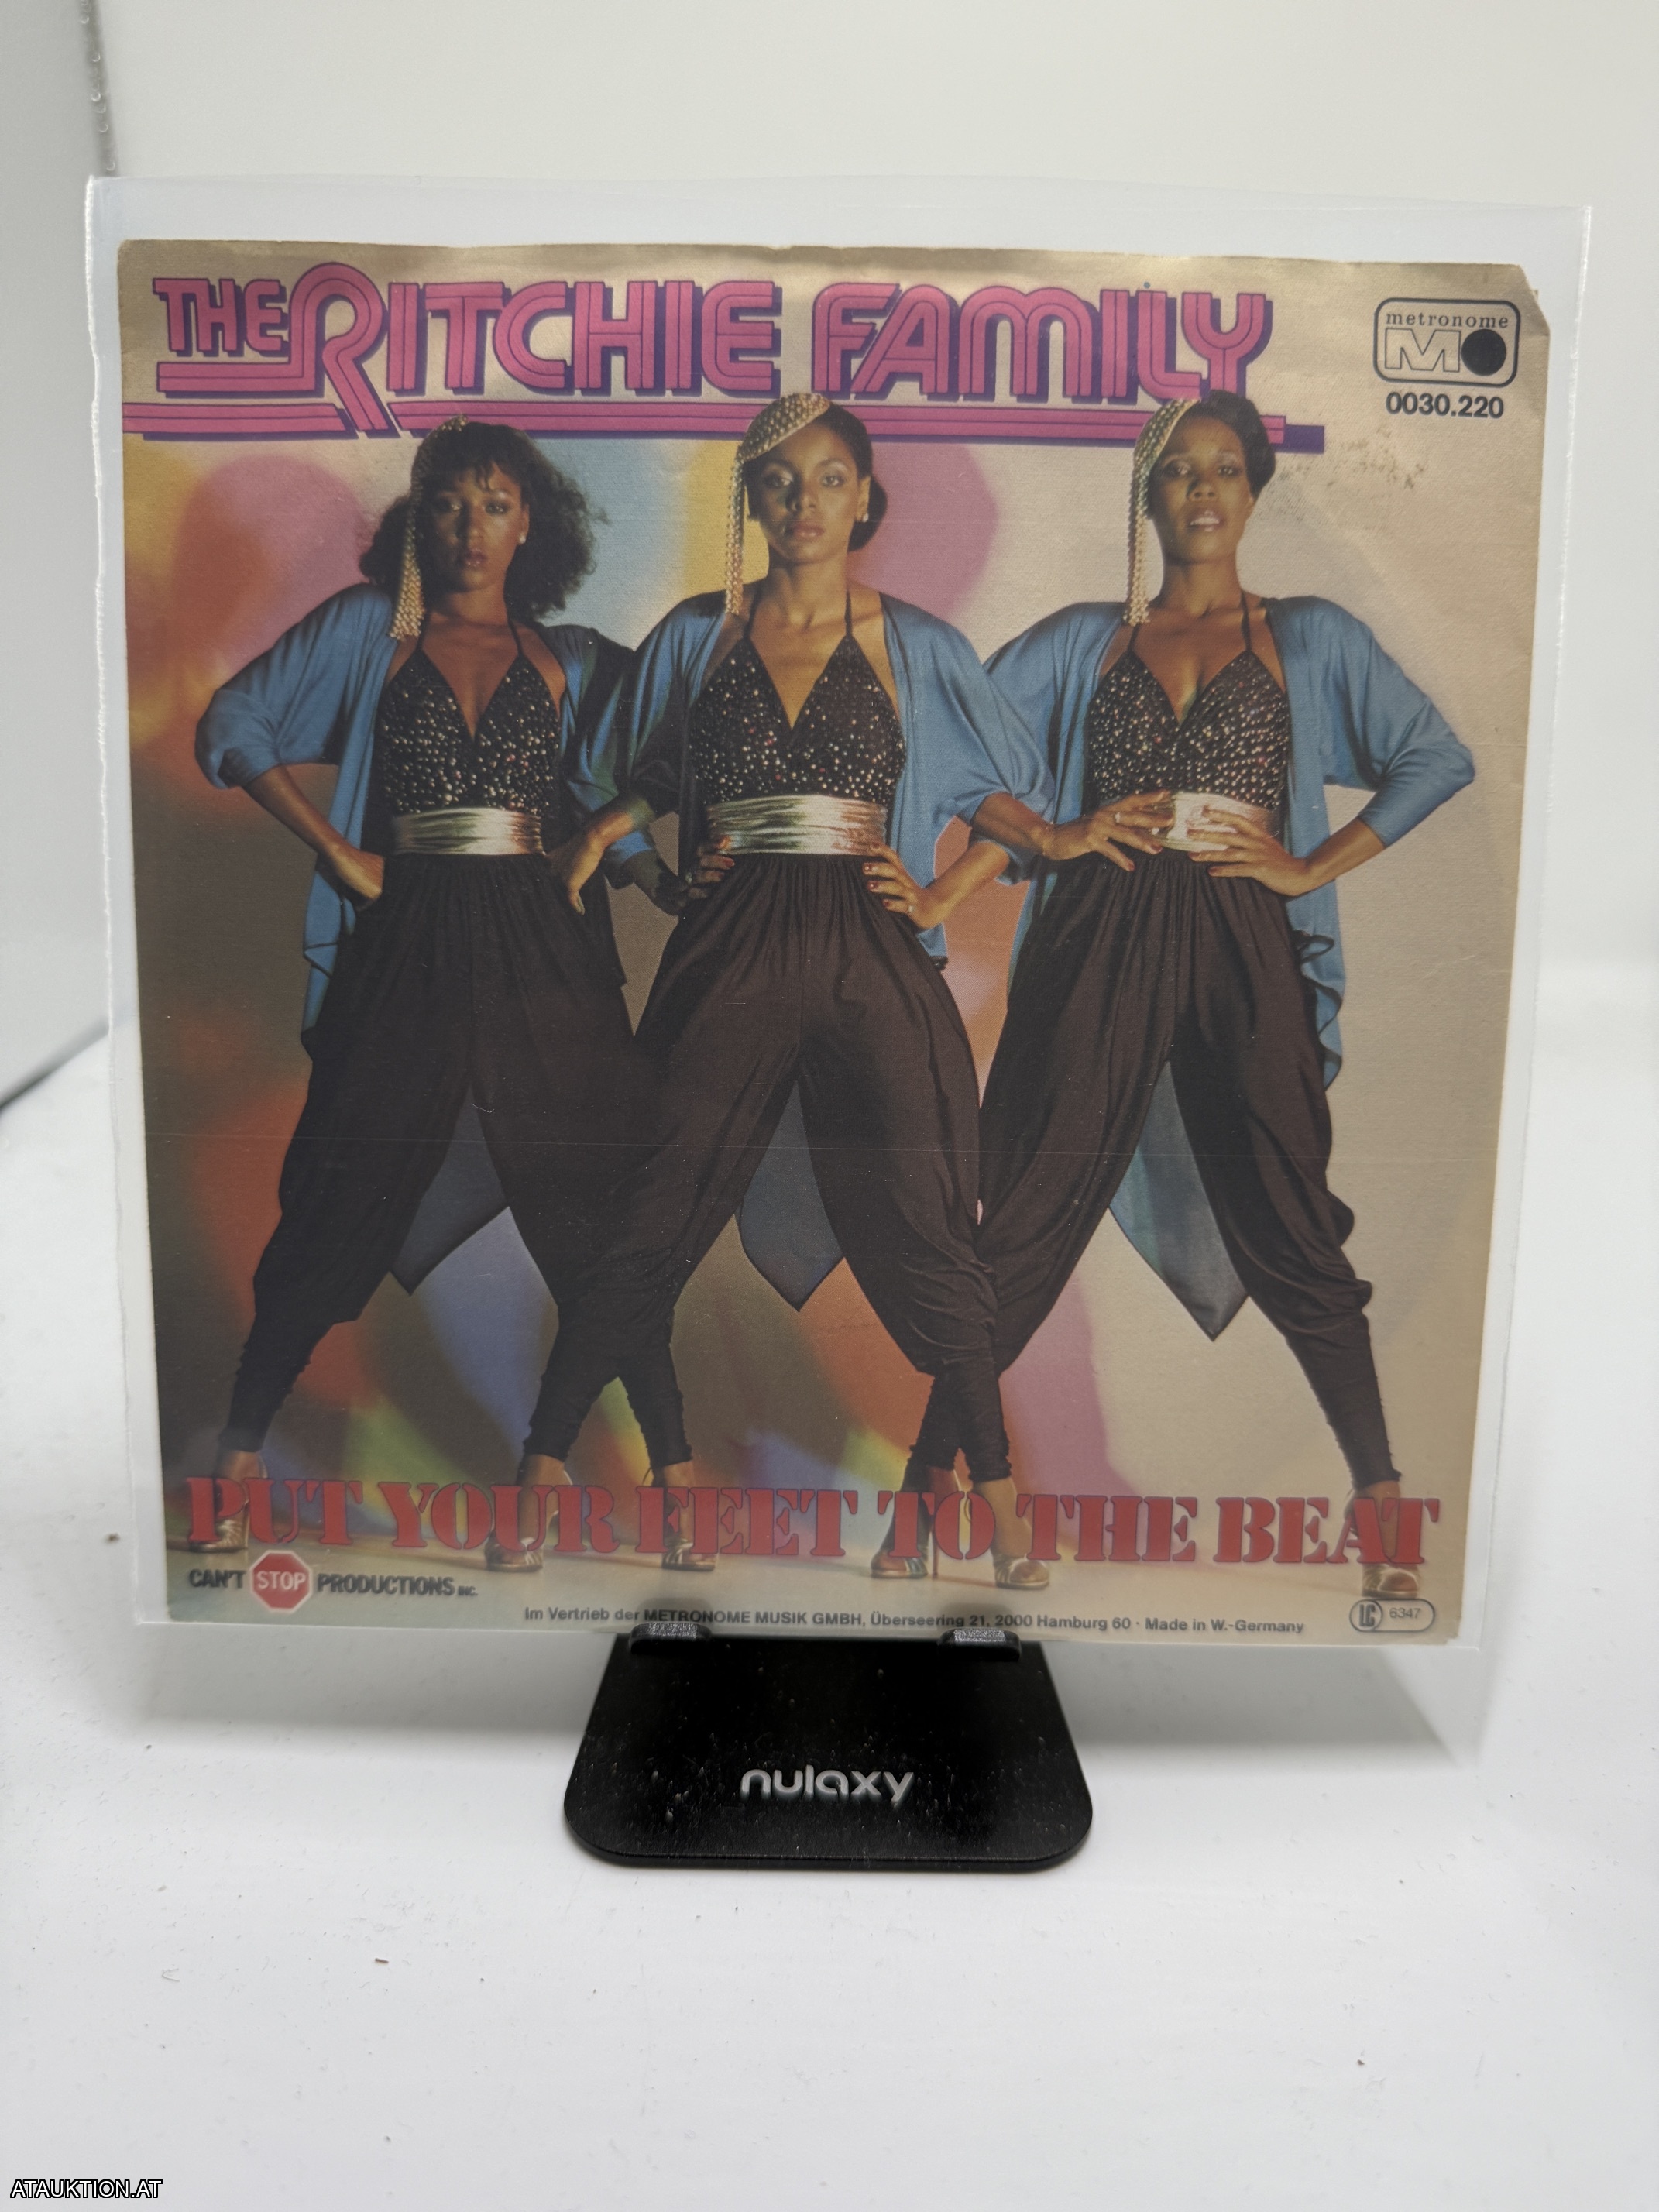 THE RITCHIE FAMILY
metronome
M
0030.220
PUT YOUR FEET TO THE BEAT
CAN'T STOP PRODUCTIONS INC.
Im Vertrieb der METRONOME MUSIK GMBH, Überseering 21, 2000 Hamburg 60 · Made in W.-Germany
LC 6347
nulaxy
ATAUKTION.AT